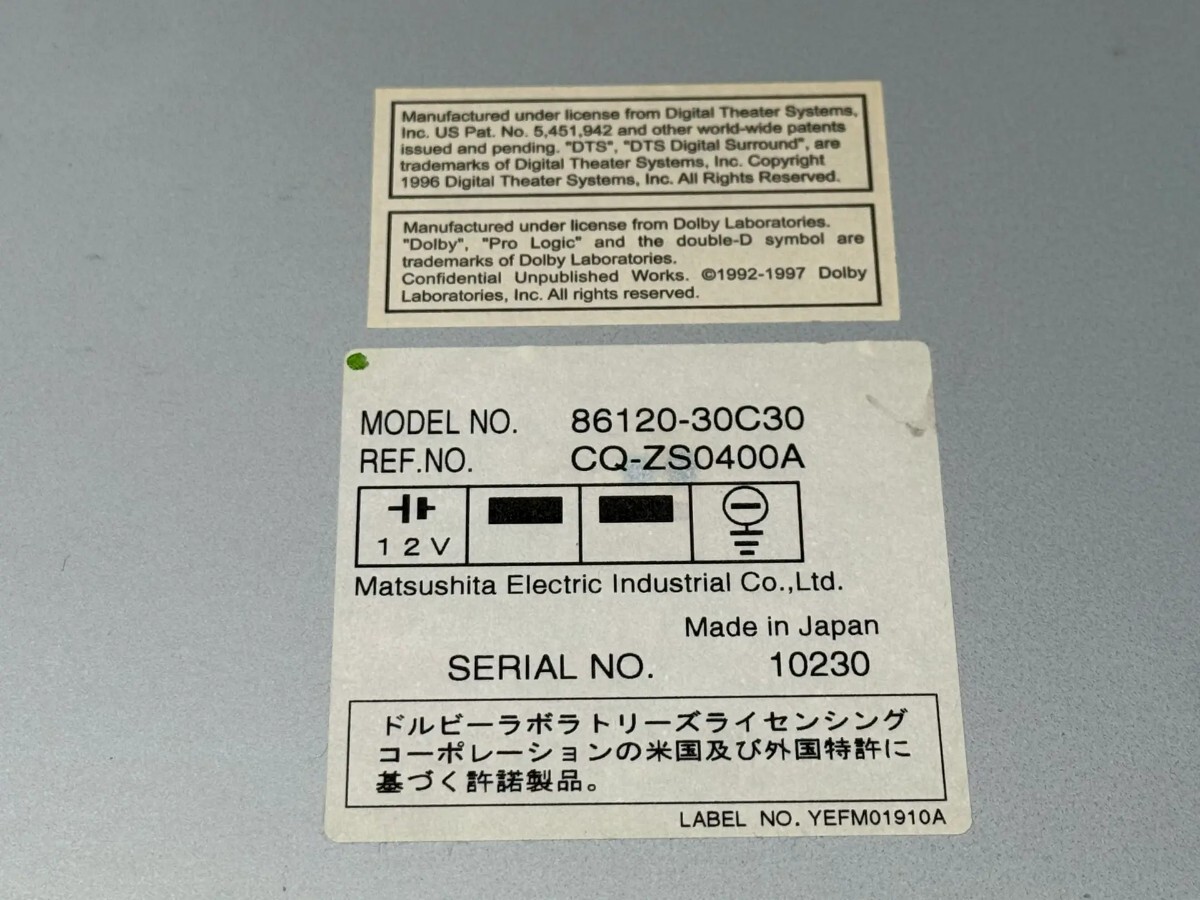 Manufactured under license from Digital Theater Systems,
Inc. US Pat. No. 5,451,942 and other world-wide patents
issued and pending. "DTS", "DTS Digital Surround", are
trademarks of Digital Theater Systems, Inc. Copyright
1996 Digital Theater Systems, Inc. All Rights Reserved.
Manufactured under license from Dolby Laboratories.
"Dolby", "Pro Logic" and the double-D symbol are
trademarks of Dolby Laboratories.
Confidential Unpublished Works. ©1992-1997 Dolby
Laboratories, Inc. All rights reserved.
MODEL NO. 86120-30C30
REF.NO. CQ-ZS0400A
12V
Matsushita Electric Industrial Co.,Ltd.
Made in Japan
SERIAL NO. 10230
ドルビーラボラトリーズライセンシング
コーポレーションの米国及び外国特許に
基づく許諾製品。
LABEL NO. YEFM01910A